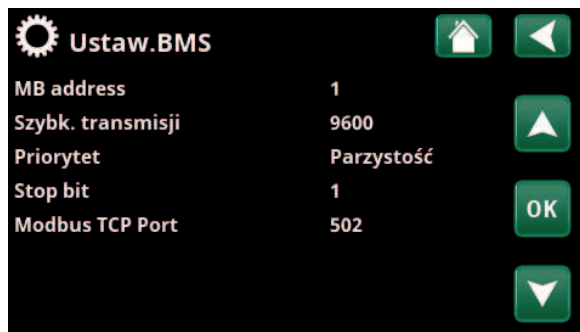 Ustaw.BMS
MB address 1
Szybk. transmisji 9600
Priorytet Parzystość
Stop bit 1
OK
Modbus TCP Port 502